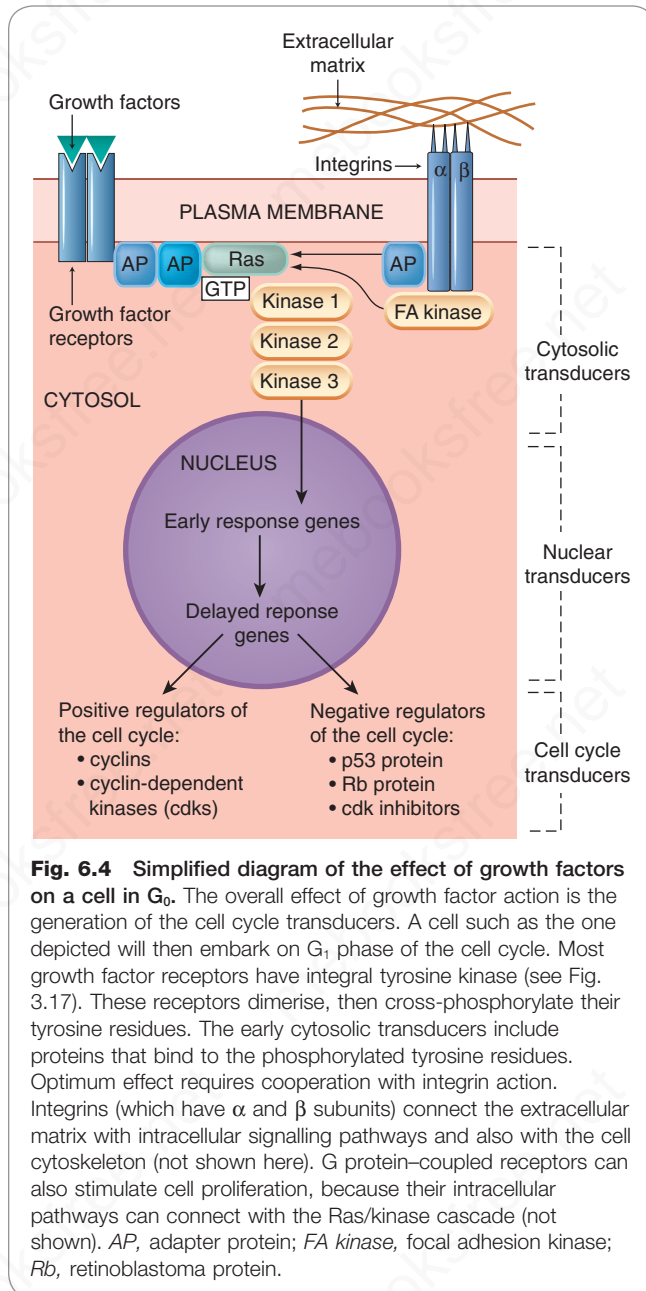 Extracellular
matrix
Growth factors
Integrins
α β
PLASMA MEMBRANE
AP AP Ras AP
GTP
Growth factor
receptors
Kinase 1
FA kinase
Kinase 2
Kinase 3
Cytosolic
transducers
CYTOSOL
NUCLEUS
Early response genes
Nuclear
transducers
Delayed reponse
genes
Positive regulators of
the cell cycle:
• cyclins
• cyclin-dependent
kinases (cdks)
Negative regulators
of the cell cycle:
• p53 protein
• Rb protein
• cdk inhibitors
Cell cycle
transducers
Fig. 6.4 Simplified diagram of the effect of growth factors
on a cell in G₀. The overall effect of growth factor action is the
generation of the cell cycle transducers. A cell such as the one
depicted will then embark on G₁ phase of the cell cycle. Most
growth factor receptors have integral tyrosine kinase (see Fig.
3.17). These receptors dimerise, then cross-phosphorylate their
tyrosine residues. The early cytosolic transducers include
proteins that bind to the phosphorylated tyrosine residues.
Optimum effect requires cooperation with integrin action.
Integrins (which have α and β subunits) connect the extracellular
matrix with intracellular signalling pathways and also with the cell
cytoskeleton (not shown here). G protein–coupled receptors can
also stimulate cell proliferation, because their intracellular
pathways can connect with the Ras/kinase cascade (not
shown). AP, adapter protein; FA kinase, focal adhesion kinase;
Rb, retinoblastoma protein.